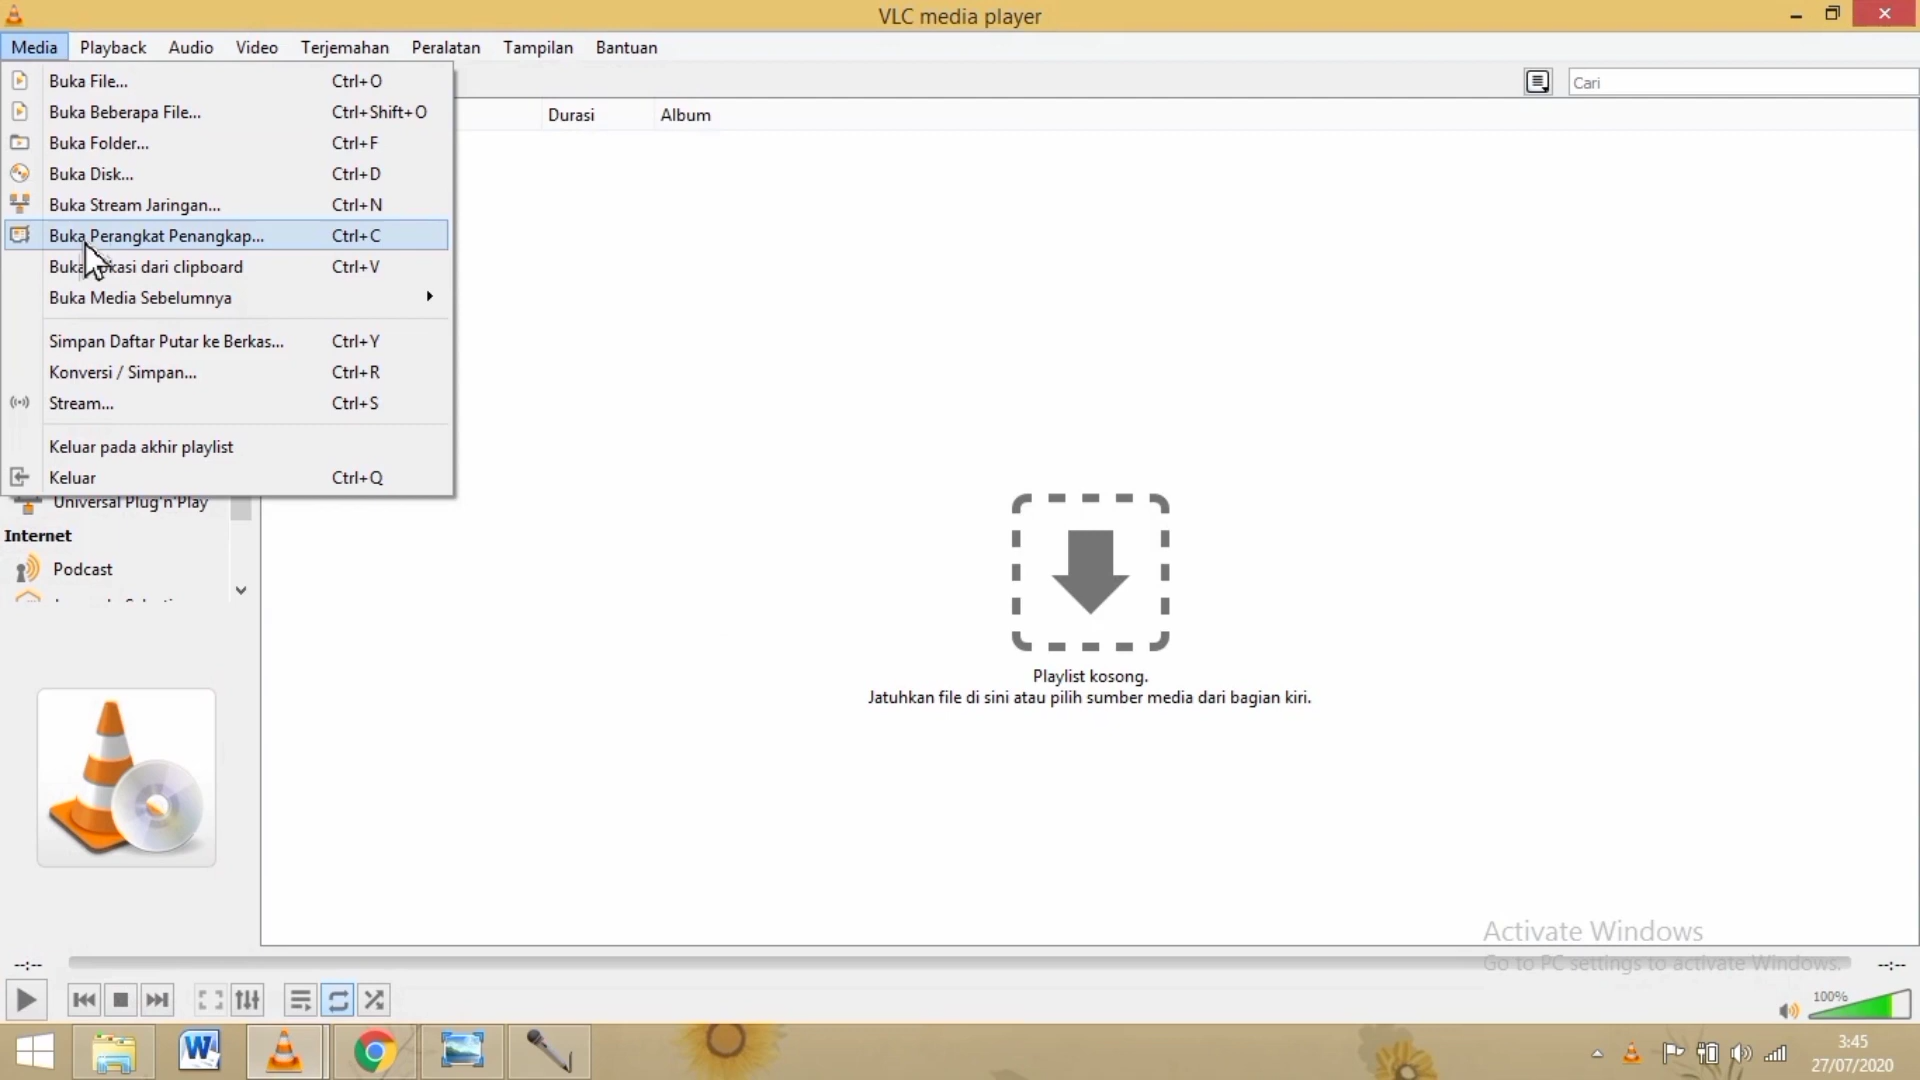 VLC media player
Media Playback Audio Video Terjemahan Peralatan Tampilan Bantuan
Buka File... Ctrl+O
Buka Beberapa File... Ctrl+Shift+O
Buka Folder... Ctrl+F
Buka Disk... Ctrl+D
Buka Stream Jaringan... Ctrl+N
Buka Perangkat Penangkap... Ctrl+C
Buka dari clipboard Ctrl+V
Buka Media Sebelumnya
Simpan Daftar Putar ke Berkas... Ctrl+Y
Konversi / Simpan... Ctrl+R
Stream... Ctrl+S
Keluar pada akhir playlist
Keluar Ctrl+Q
Cari
Durasi Album
Universal Plug'n'Play
Internet
Podcast
Playlist kosong.
Jatuhkan file di sini atau pilih sumber media dari bagian kiri.
Activate Windows
Go to PC settings to activate Windows.
--:-- --:--
100%
3:45
27/07/2020